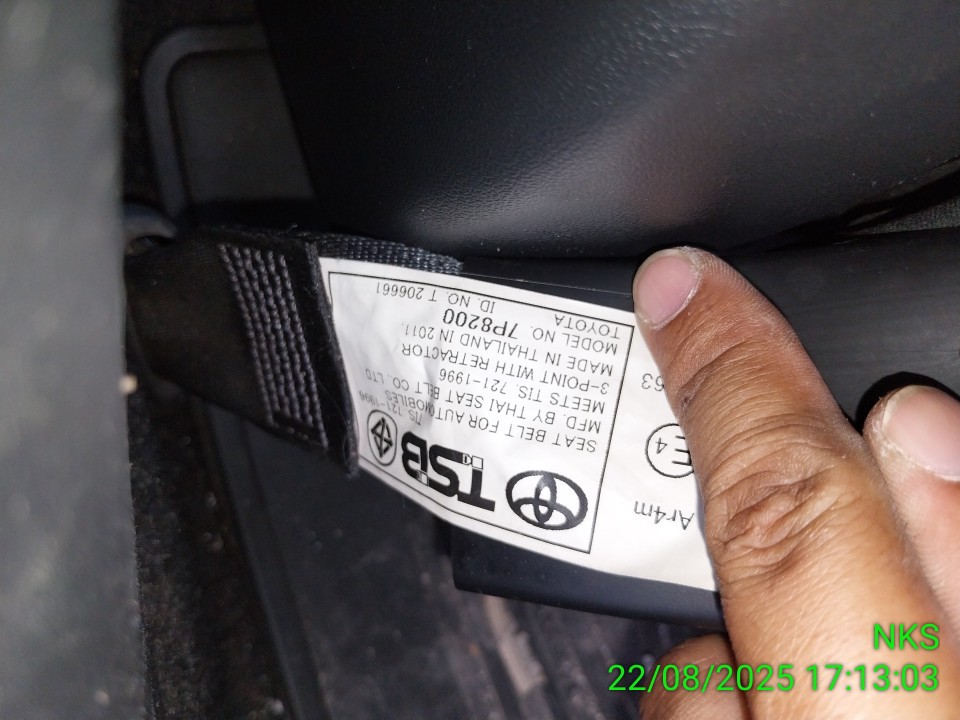 TSB
TIS 721-1996
SEAT BELT FOR AUTOMOBILES
MFD. BY THAI SEAT BELT CO. LTD
MEETS TIS 721-1996
3-POINT WITH RETRACTOR
MADE IN THAILAND IN 2011.
MODEL NO. 7P8200
TOYOTA
ID. NO. T 206661
Ar4m
E4
63
NKS
22/08/2025 17:13:03